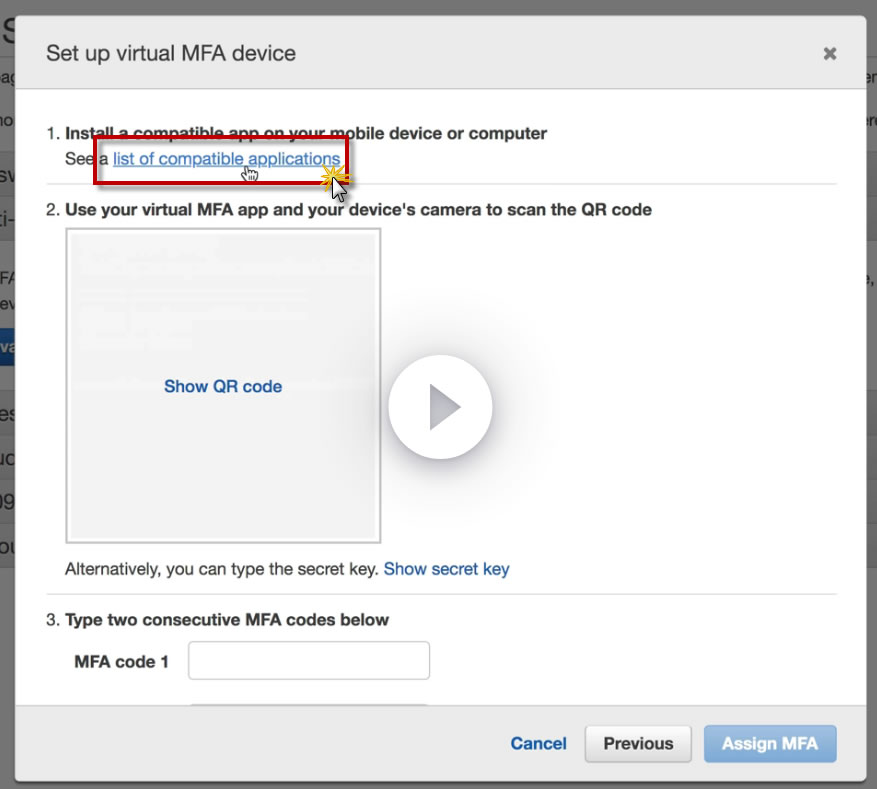 Set up virtual MFA device
1. Install a compatible app on your mobile device or computer
See a list of compatible applications
2. Use your virtual MFA app and your device's camera to scan the QR code
Show QR code
Alternatively, you can type the secret key. Show secret key
3. Type two consecutive MFA codes below
MFA code 1
Cancel Previous Assign MFA